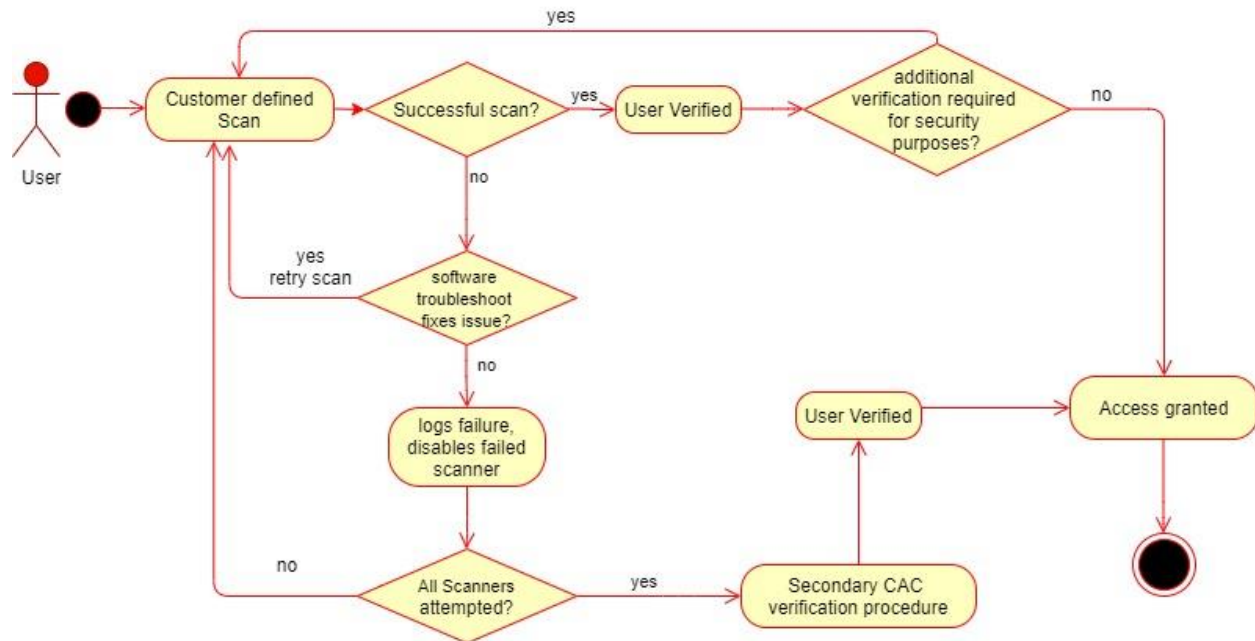 yes
Customer defined
Scan
Successful scan?
yes
User Verified
additional
verification required
for security
purposes?
no
User
no
yes
retry scan
software
troubleshoot
fixes issue?
no
logs failure,
disables failed
scanner
User Verified
Access granted
no
All Scanners
attempted?
yes
Secondary CAC
verification procedure